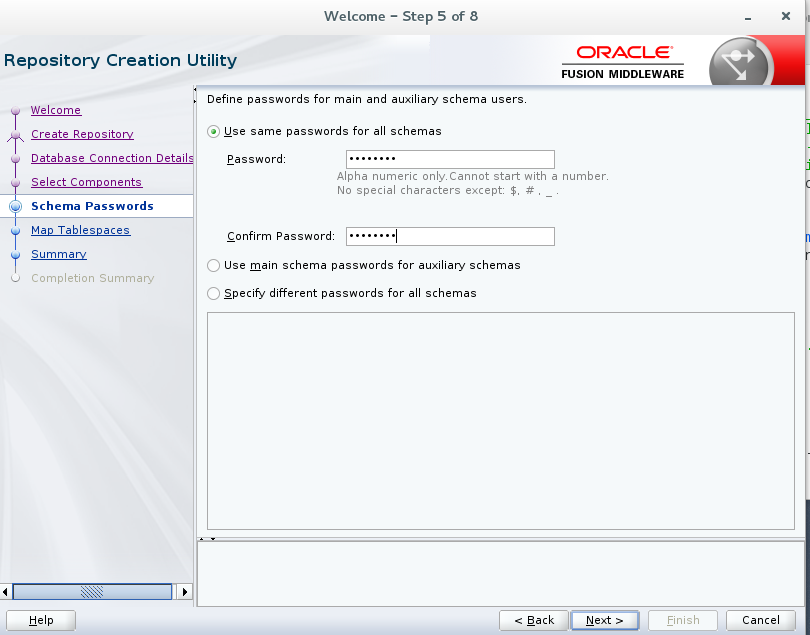 Welcome – Step 5 of 8
Repository Creation Utility
ORACLE
FUSION MIDDLEWARE
Welcome
Create Repository
Database Connection Details
Select Components
Schema Passwords
Map Tablespaces
Summary
Completion Summary
Define passwords for main and auxiliary schema users.
Use same passwords for all schemas
Password: ••••••••
Alpha numeric only.Cannot start with a number.
No special characters except: $, # , _ .
Confirm Password: ••••••••
Use main schema passwords for auxiliary schemas
Specify different passwords for all schemas
Help
< Back
Next >
Finish
Cancel